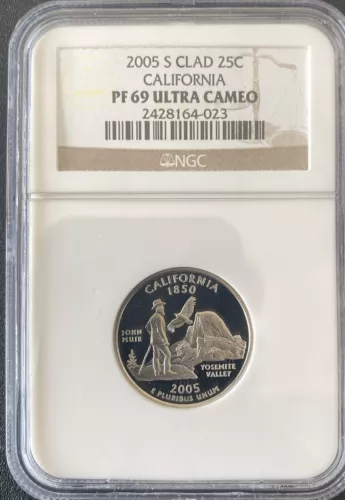 2005 S CLAD 25C
CALIFORNIA
PF 69 ULTRA CAMEO
2428164-023
NGC
CALIFORNIA
1850
JOHN
MUIR
YOSEMITE
VALLEY
2005
E PLURIBUS UNUM